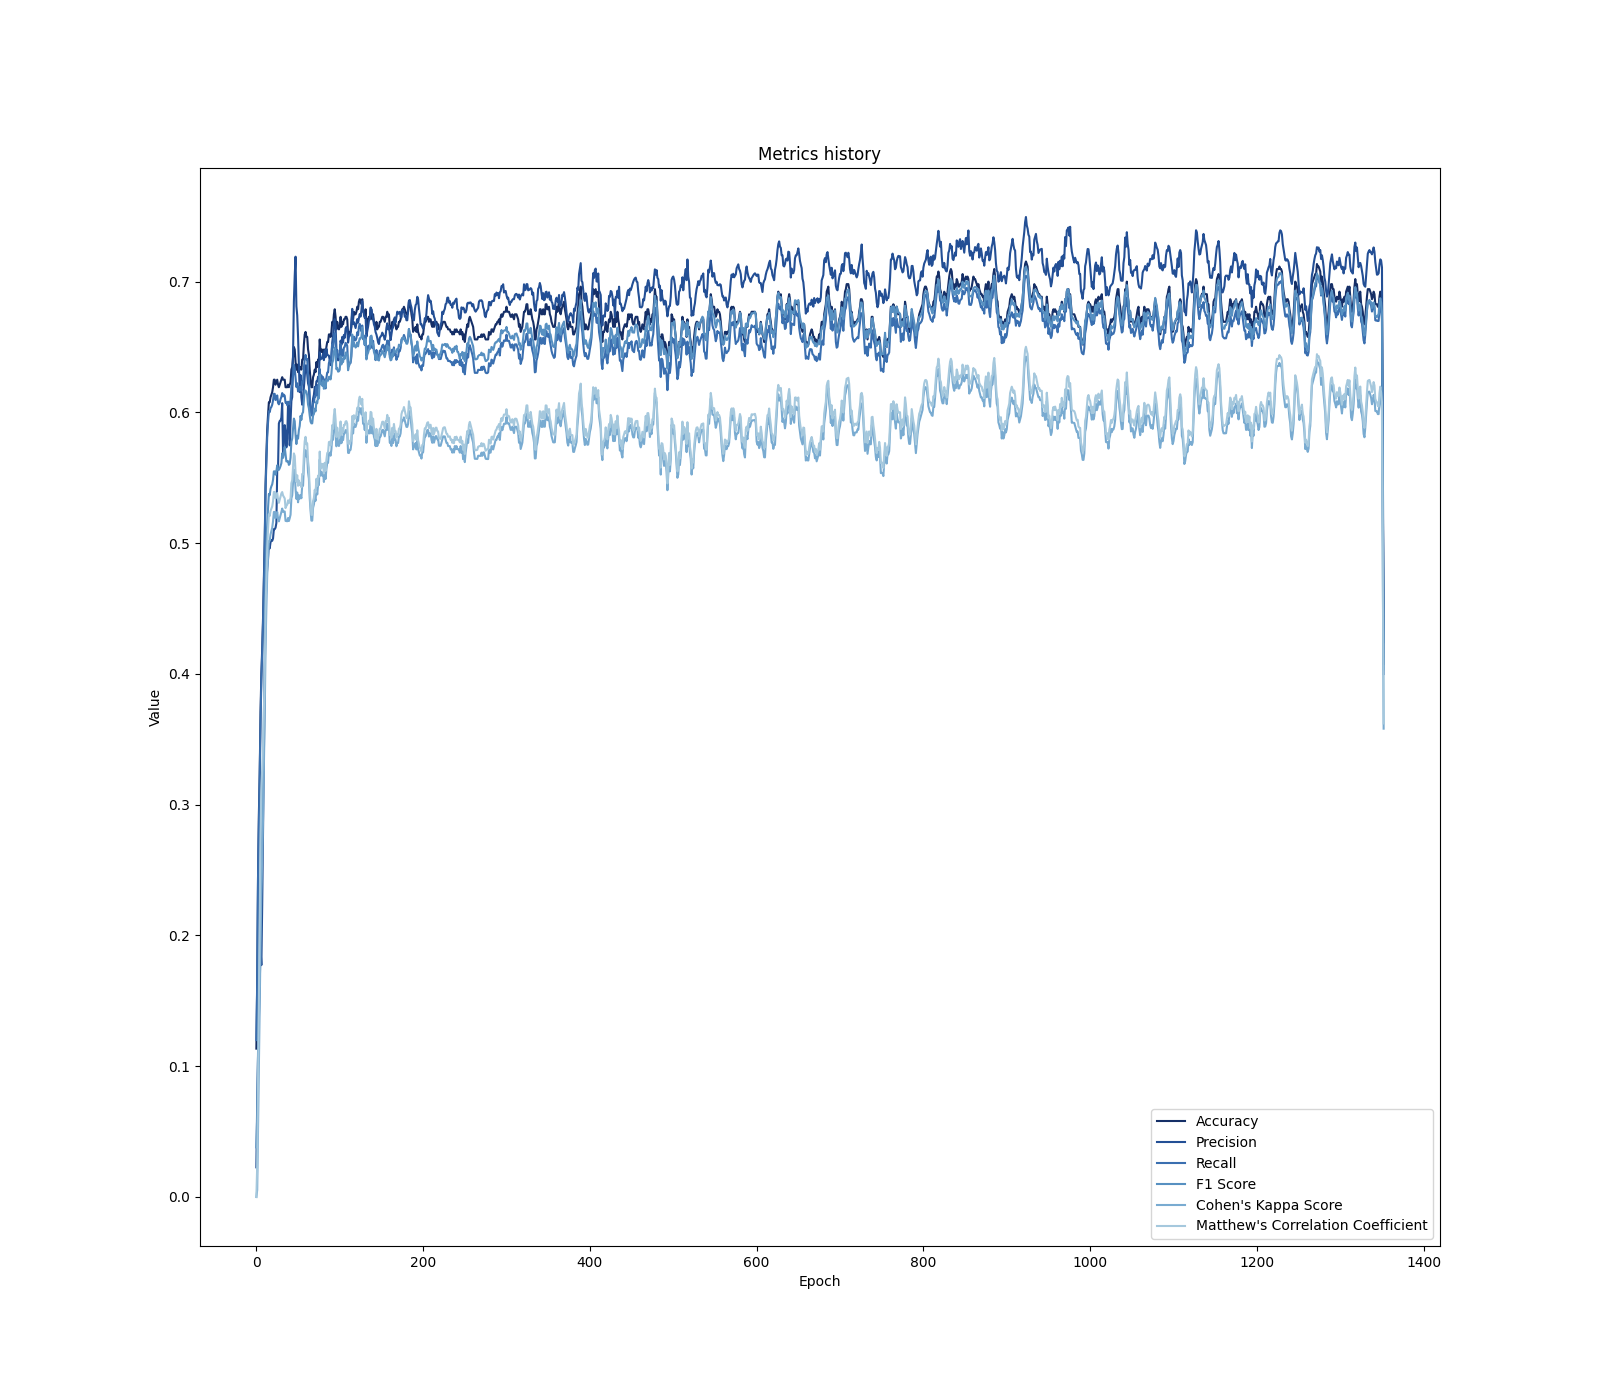 Metrics history
Value
0.7
0.6
0.5
0.4
0.3
0.2
0.1
0.0
0
200
400
600
800
1000
1200
1400
Epoch
Accuracy
Precision
Recall
F1 Score
Cohen's Kappa Score
Matthew's Correlation Coefficient